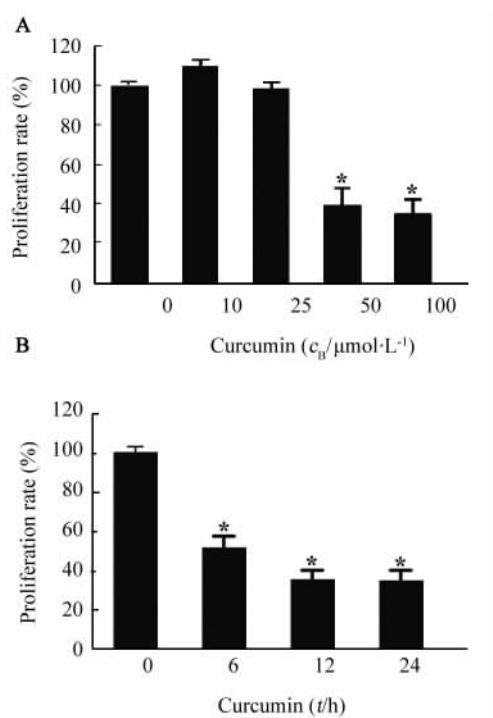 A
120
100
80
60
40
20
0
Proliferation rate (%)
* *
0 10 25 50 100
Curcumin (c_B/μmol·L⁻¹)
B
120
100
80
60
40
20
0
Proliferation rate (%)
* * *
0 6 12 24
Curcumin (t/h)